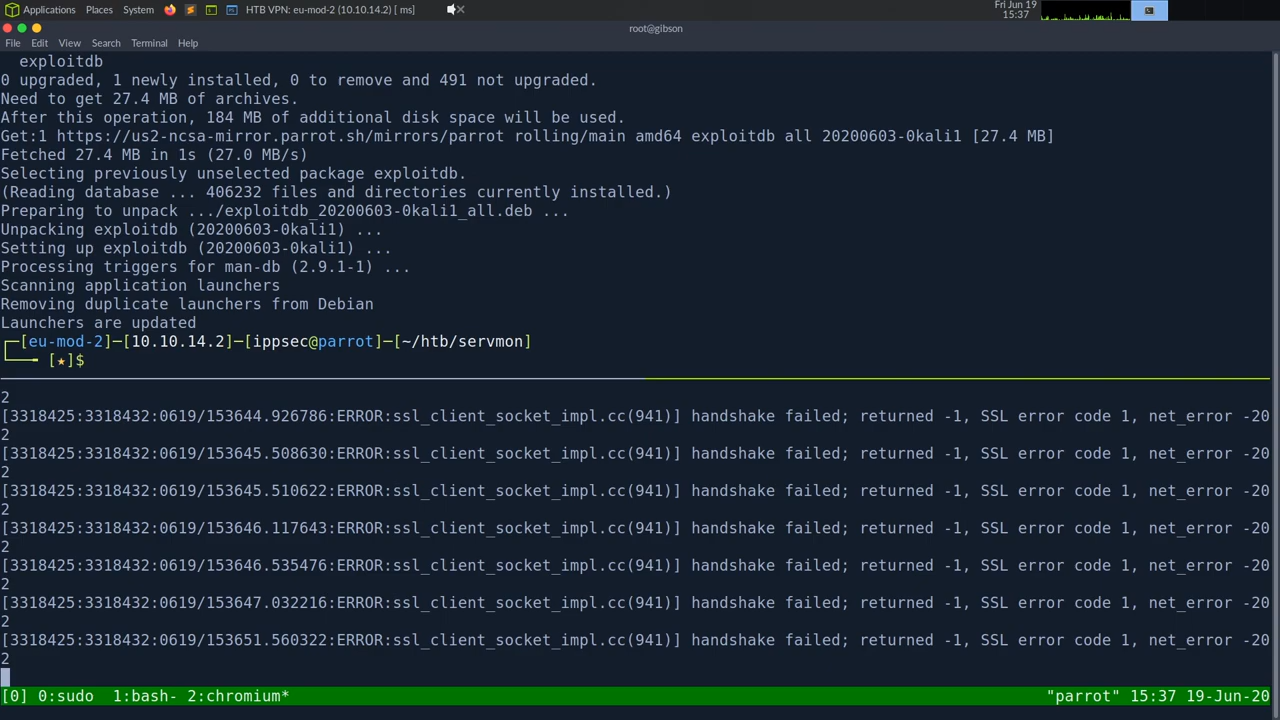 Applications Places System HTB VPN: eu-mod-2 (10.10.14.2) [ ms] Fri Jun 19
15:37
root@gibson
File Edit View Search Terminal Help
exploitdb
0 upgraded, 1 newly installed, 0 to remove and 491 not upgraded.
Need to get 27.4 MB of archives.
After this operation, 184 MB of additional disk space will be used.
Get:1 https://us2-ncsa-mirror.parrot.sh/mirrors/parrot rolling/main amd64 exploitdb all 20200603-0kali1 [27.4 MB]
Fetched 27.4 MB in 1s (27.0 MB/s)
Selecting previously unselected package exploitdb.
(Reading database ... 406232 files and directories currently installed.)
Preparing to unpack .../exploitdb_20200603-0kali1_all.deb ...
Unpacking exploitdb (20200603-0kali1) ...
Setting up exploitdb (20200603-0kali1) ...
Processing triggers for man-db (2.9.1-1) ...
Scanning application launchers
Removing duplicate launchers from Debian
Launchers are updated
┌─[eu-mod-2]─[10.10.14.2]─[ippsec@parrot]─[~/htb/servmon]
└──╼ [★]$
2
[3318425:3318432:0619/153644.926786:ERROR:ssl_client_socket_impl.cc(941)] handshake failed; returned -1, SSL error code 1, net_error -20
2
[3318425:3318432:0619/153645.508630:ERROR:ssl_client_socket_impl.cc(941)] handshake failed; returned -1, SSL error code 1, net_error -20
2
[3318425:3318432:0619/153645.510622:ERROR:ssl_client_socket_impl.cc(941)] handshake failed; returned -1, SSL error code 1, net_error -20
2
[3318425:3318432:0619/153646.117643:ERROR:ssl_client_socket_impl.cc(941)] handshake failed; returned -1, SSL error code 1, net_error -20
2
[3318425:3318432:0619/153646.535476:ERROR:ssl_client_socket_impl.cc(941)] handshake failed; returned -1, SSL error code 1, net_error -20
2
[3318425:3318432:0619/153647.032216:ERROR:ssl_client_socket_impl.cc(941)] handshake failed; returned -1, SSL error code 1, net_error -20
2
[3318425:3318432:0619/153651.560322:ERROR:ssl_client_socket_impl.cc(941)] handshake failed; returned -1, SSL error code 1, net_error -20
2
[0] 0:sudo 1:bash- 2:chromium* "parrot" 15:37 19-Jun-20